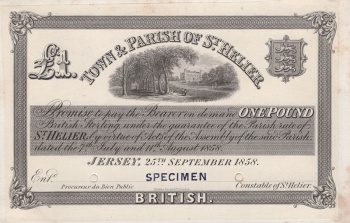 £1.
TOWN & PARISH OF ST. HELIER.
Promise to pay the Bearer on demand ONE POUND
British Sterling, under the guarantee of the Parish rate of
ST. HELIER, by virtue of Acts of the Assembly of the said Parish,
dated the 7th July and 11th August 1858.
JERSEY, 25TH SEPTEMBER 1858.
Entd.
SPECIMEN
Procureur du Bien Public
Constable of St. Helier.
BRITISH.